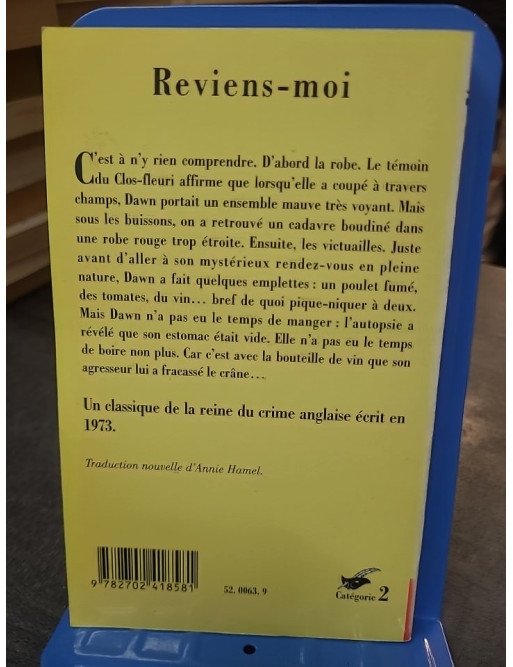 Reviens-moi
C'est à n'y rien comprendre. D'abord la robe. Le témoin
du Clos-fleuri affirme que lorsqu'elle a coupé à travers
champs, Dawn portait un ensemble mauve très voyant. Mais
sous les buissons, on a retrouvé un cadavre boudiné dans
une robe rouge trop étroite. Ensuite, les victuailles. Juste
avant d'aller à son mystérieux rendez-vous en pleine
nature, Dawn a fait quelques emplettes : un poulet fumé,
des tomates, du vin... bref de quoi pique-niquer à deux.
Mais Dawn n'a pas eu le temps de manger : l'autopsie a
révélé que son estomac était vide. Elle n'a pas eu le temps
de boire non plus. Car c'est avec la bouteille de vin que son
agresseur lui a fracassé le crâne...
Un classique de la reine du crime anglaise écrit en
1973.
Traduction nouvelle d'Annie Hamel.
9 782702 418581
52. 0063. 9
Catégorie 2